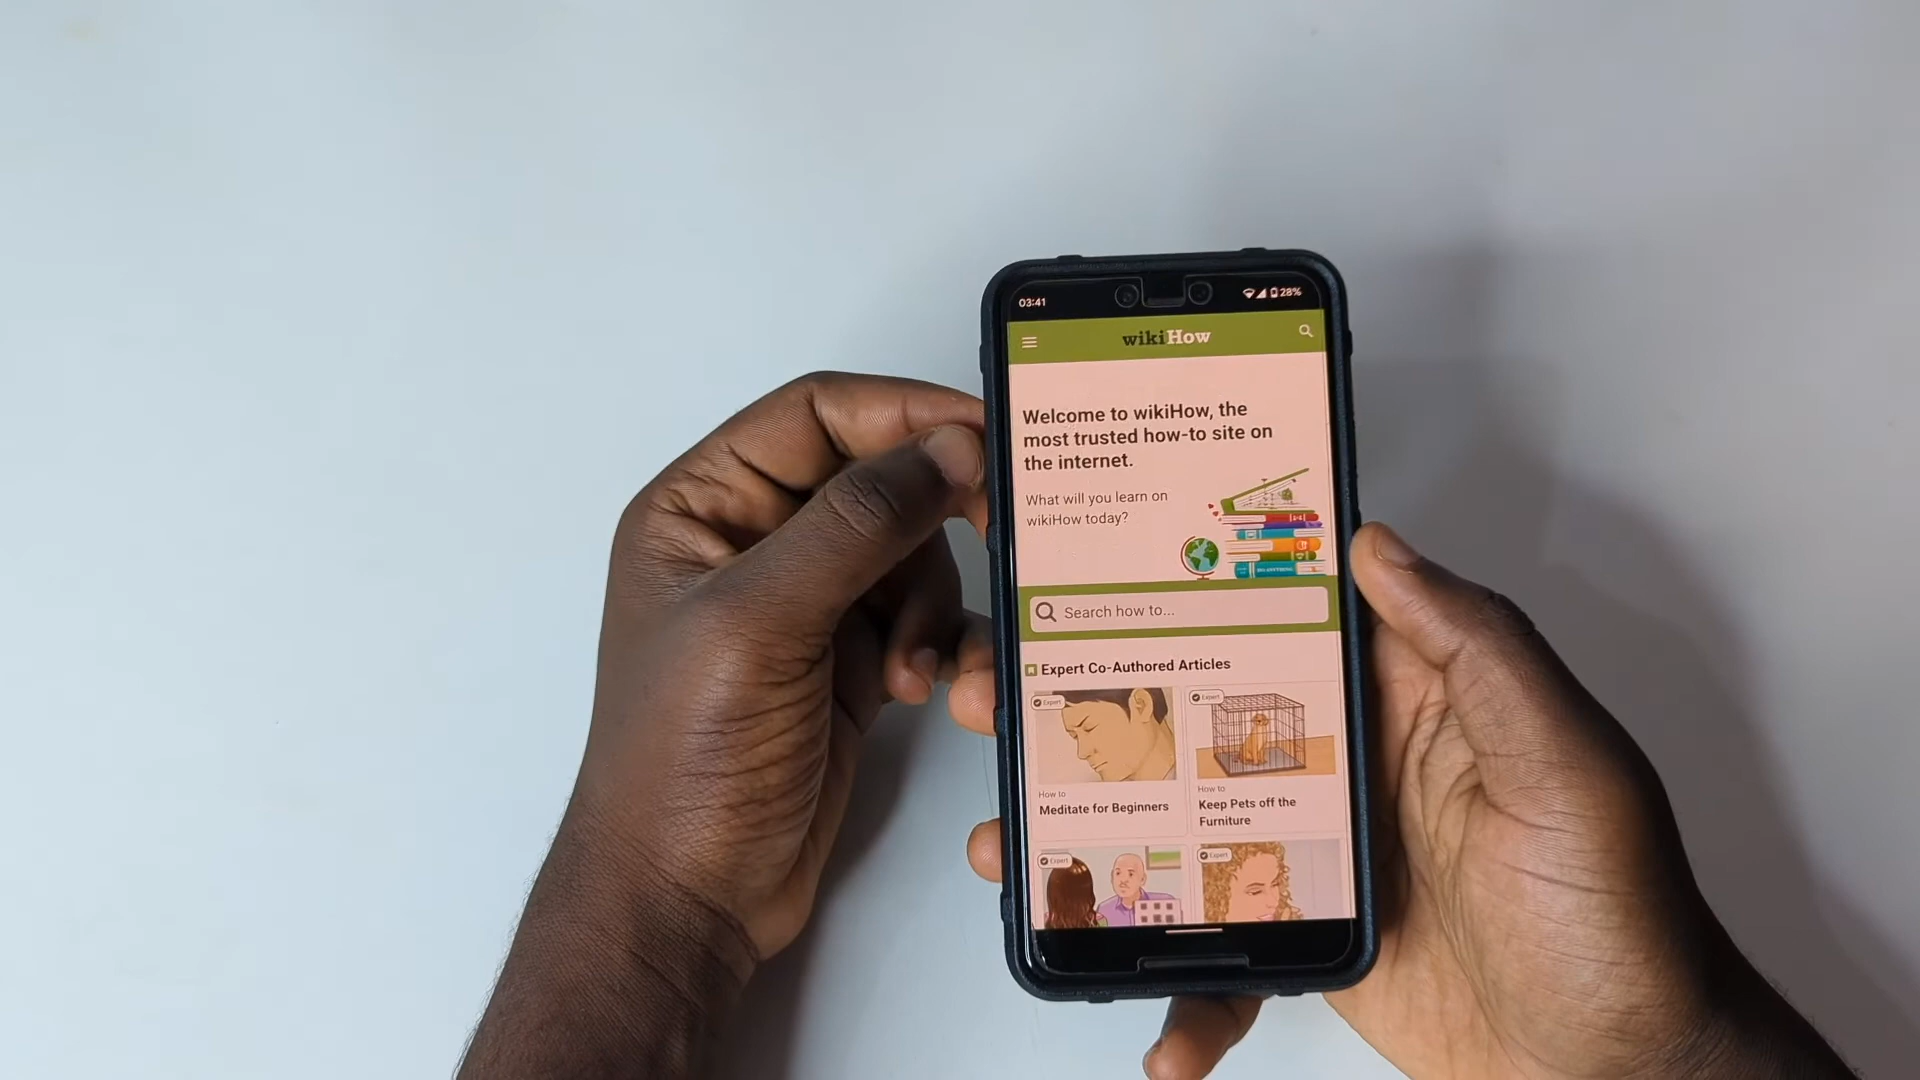 03:41
28%
wikiHow
Welcome to wikiHow, the
most trusted how-to site on
the internet.
What will you learn on
wikiHow today?
Search how to...
Expert Co-Authored Articles
Expert
Expert
How to
Meditate for Beginners
How to
Keep Pets off the
Furniture
Expert
Expert